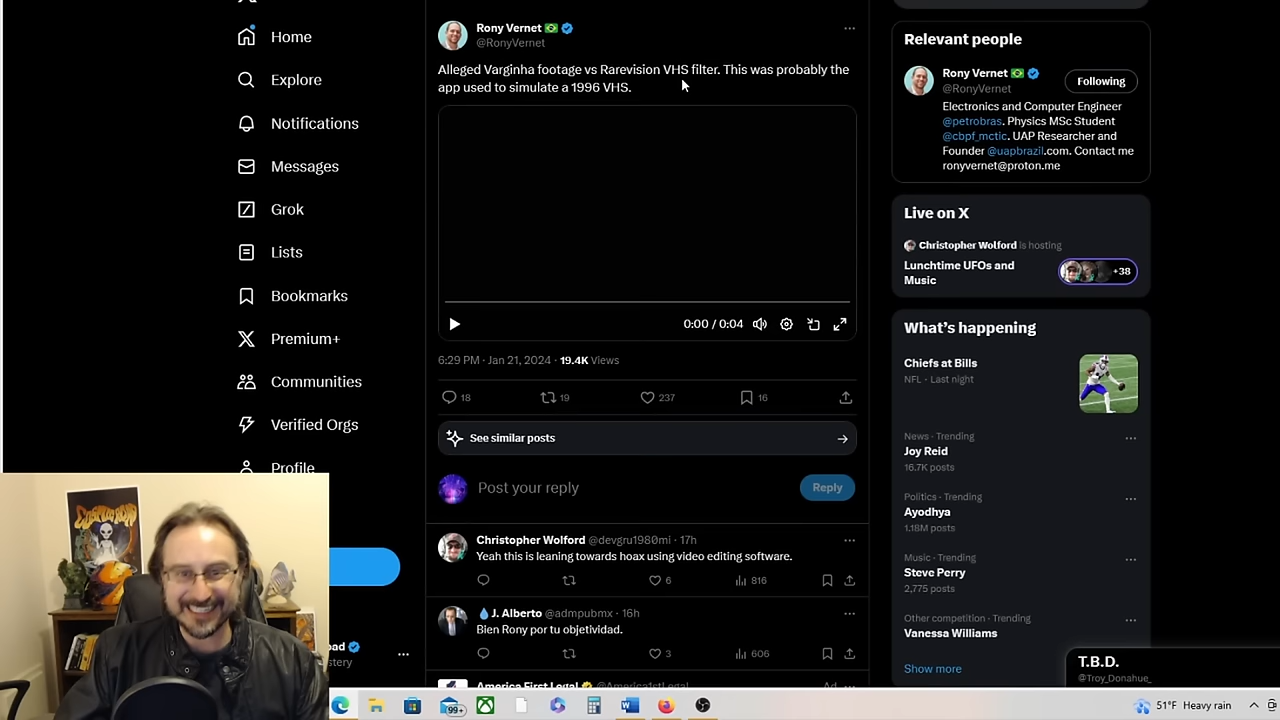 Home
Explore
Notifications
Messages
Grok
Lists
Bookmarks
Premium+
Communities
Verified Orgs
Profile
Rony Vernet
@RonyVernet
Alleged Varginha footage vs Rarevision VHS filter. This was probably the
app used to simulate a 1996 VHS.
0:00 / 0:04
6:29 PM · Jan 21, 2024 · 19.4K Views
18
19
237
16
See similar posts
Post your reply
Reply
Christopher Wolford @devgru1980mi · 17h
Yeah this is leaning towards hoax using video editing software.
6
816
J. Alberto @admpubmx · 16h
Bien Rony por tu objetividad.
3
606
America First Legal @America1stLegal
Ad
Relevant people
Rony Vernet
@RonyVernet
Following
Electronics and Computer Engineer
@petrobras. Physics MSc Student
@cbpf_mctic. UAP Researcher and
Founder @uapbrazil.com. Contact me
ronyvernet@proton.me
Live on X
Christopher Wolford is hosting
Lunchtime UFOs and
Music
+38
What's happening
Chiefs at Bills
NFL · Last night
News · Trending
Joy Reid
16.7K posts
Politics · Trending
Ayodhya
1.18M posts
Music · Trending
Steve Perry
2,775 posts
Other competition · Trending
Vanessa Williams
Show more
T.B.D.
@Troy_Donahue_
oad
stery
99+
51°F Heavy rain